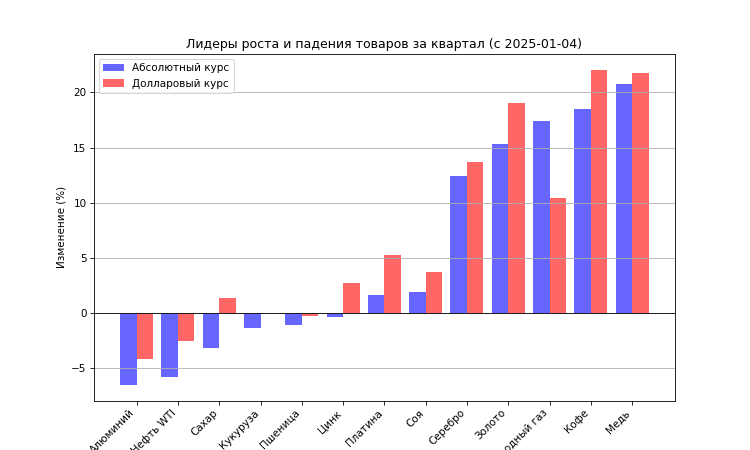 Лидеры роста и падения товаров за квартал (с 2025-01-04)
Абсолютный курс
Долларовый курс
Изменение (%)
20
15
10
5
0
−5
Алюминий
Нефть WTI
Сахар
Кукуруза
Пшеница
Цинк
Платина
Соя
Серебро
Золото
одный газ
Кофе
Медь